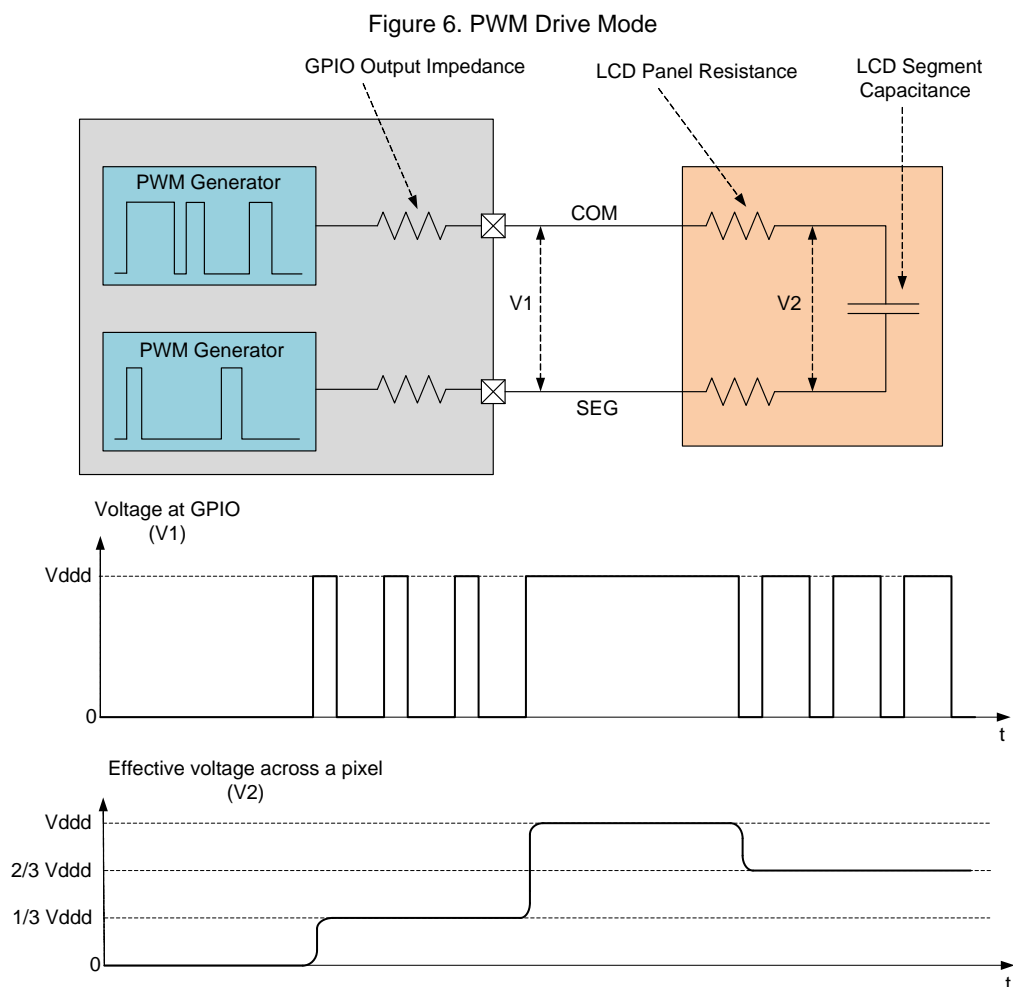 Figure 6. PWM Drive Mode
GPIO Output Impedance
LCD Panel Resistance
LCD Segment
Capacitance
PWM Generator
COM
V1
V2
PWM Generator
SEG
Voltage at GPIO
(V1)
Vddd
0
t
Effective voltage across a pixel
(V2)
Vddd
2/3 Vddd
1/3 Vddd
0
t